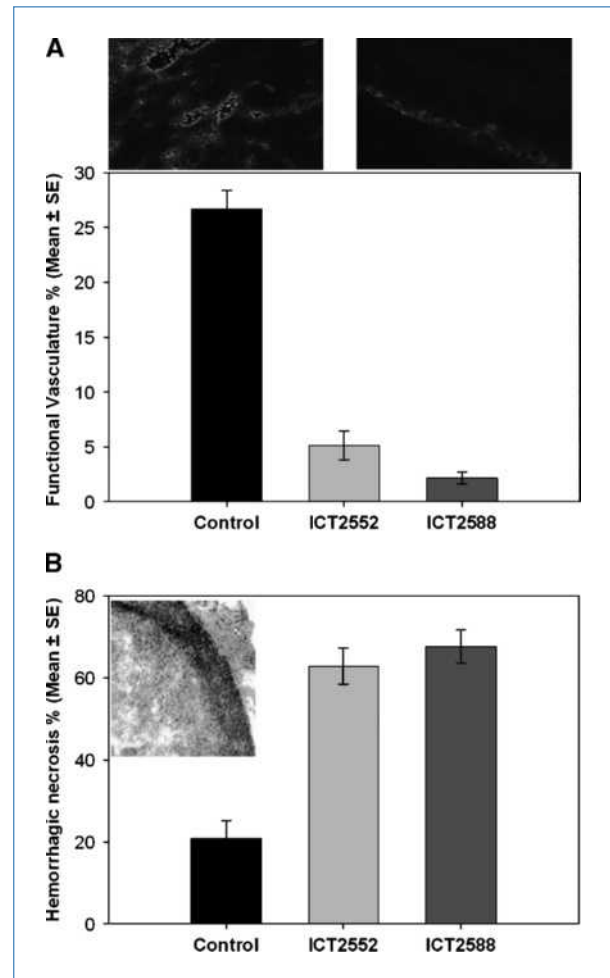 A
Functional Vasculature % (Mean ± SE)
30
25
20
15
10
5
0
Control ICT2552 ICT2588
B
Hemorrhagic necrosis % (Mean ± SE)
80
60
40
20
0
Control ICT2552 ICT2588